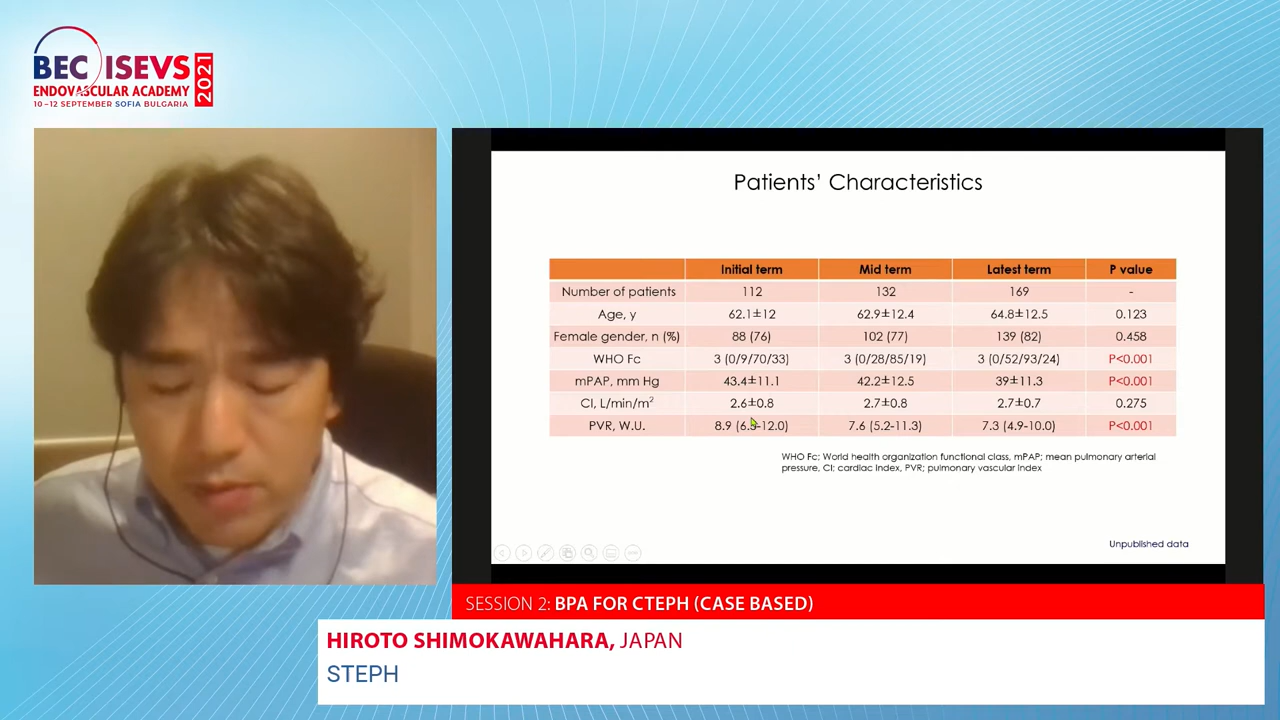 BEC ISEVS
2021
ENDOVASCULAR ACADEMY
10–12 SEPTEMBER SOFIA BULGARIA
Patients' Characteristics
Initial term Mid term Latest term P value
Number of patients 112 132 169 -
Age, y 62.1±12 62.9±12.4 64.8±12.5 0.123
Female gender, n (%) 88 (76) 102 (77) 139 (82) 0.458
WHO Fc 3 (0/9/70/33) 3 (0/28/85/19) 3 (0/52/93/24) P<0.001
mPAP, mm Hg 43.4±11.1 42.2±12.5 39±11.3 P<0.001
CI, L/min/m² 2.6±0.8 2.7±0.8 2.7±0.7 0.275
PVR, W.U. 8.9 7.6 (5.2-11.3) 7.3 (4.9-10.0) P<0.001
WHO Fc; World health organization functional class, mPAP; mean pulmonary arterial
pressure, CI; cardiac index, PVR; pulmonary vascular index
Unpublished data
SESSION 2: BPA FOR CTEPH (CASE BASED)
HIROTO SHIMOKAWAHARA, JAPAN
STEPH